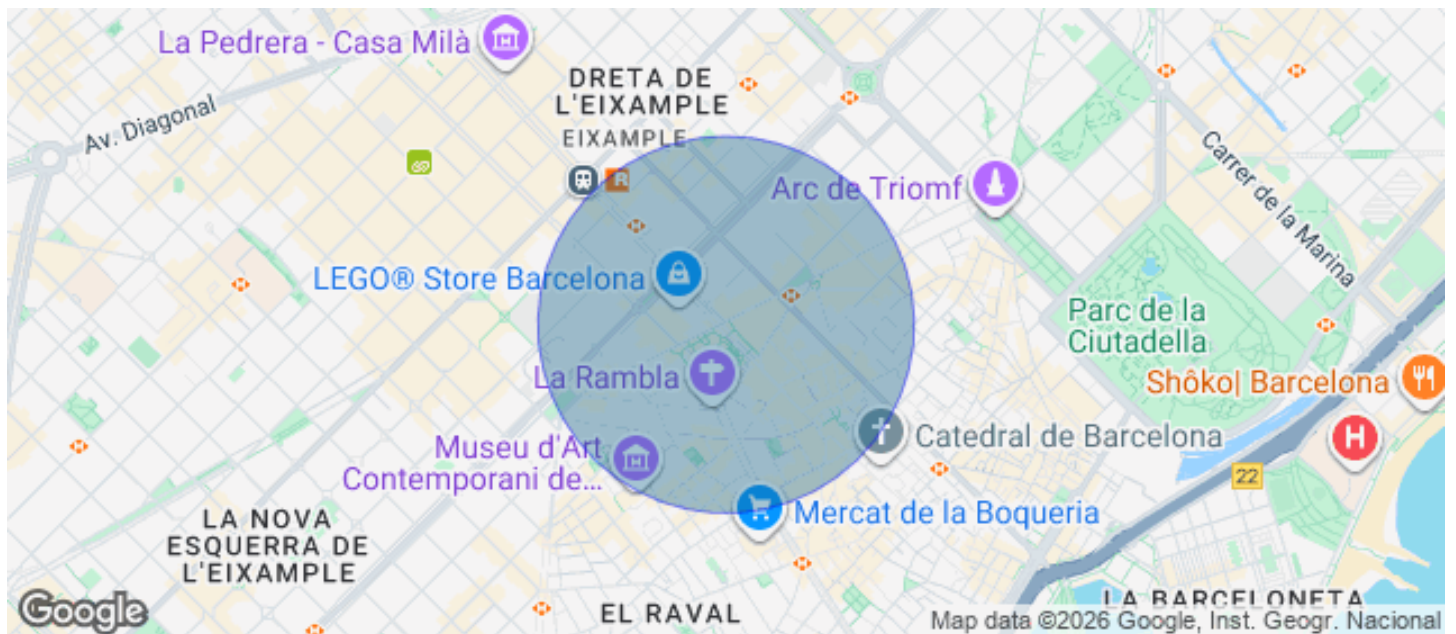 La Pedrera - Casa Milà
DRETA DE
L'EIXAMPLE
EIXAMPLE
Av. Diagonal
R
Arc de Triomf
Carrer de la Marina
LEGO® Store Barcelona
Parc de la
Ciutadella
La Rambla
Shôko| Barcelona
Museu d'Art
Contemporani de...
Catedral de Barcelona
H
22
Mercat de la Boqueria
LA NOVA
ESQUERRA DE
L'EIXAMPLE
EL RAVAL
LA BARCELONETA
Google
Map data ©2026 Google, Inst. Geogr. Nacional